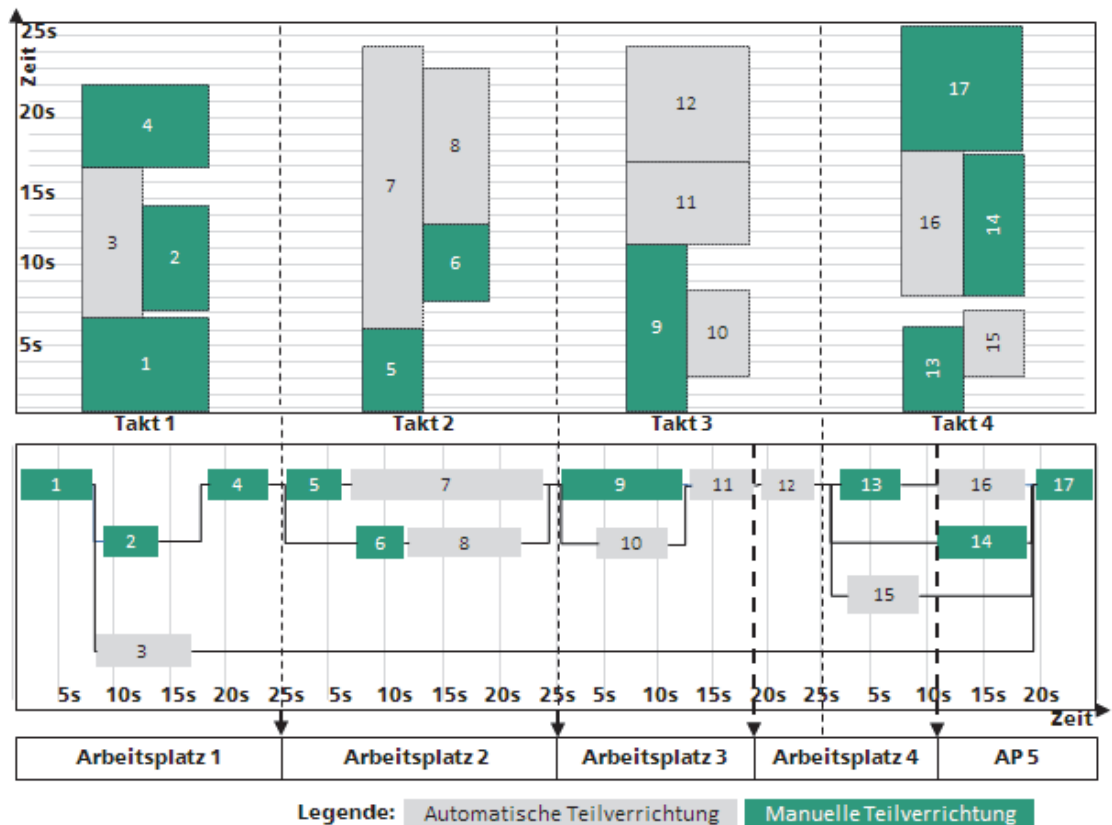 25s
Zeit
20s
15s
10s
5s
4
3
2
1
7
8
6
5
12
11
9
10
17
16
14
15
13
Takt 1
Takt 2
Takt 3
Takt 4
1
4
5
7
9
11
12
13
16
17
2
6
8
10
14
15
3
5s 10s 15s 20s 25s 5s 10s 15s 20s 25s 5s 10s 15s 20s 25s 5s 10s 15s 20s
Zeit
Arbeitsplatz 1
Arbeitsplatz 2
Arbeitsplatz 3
Arbeitsplatz 4
AP 5
Legende: Automatische Teilverrichtung Manuelle Teilverrichtung